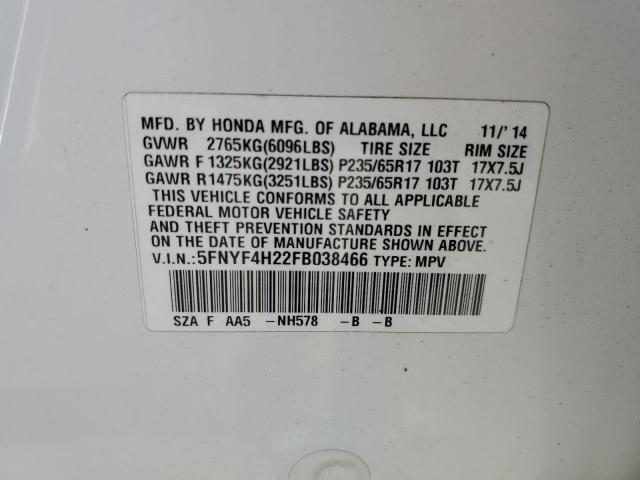 MFD. BY HONDA MFG. OF ALABAMA, LLC 11/'14
GVWR 2765KG(6096LBS) TIRE SIZE RIM SIZE
GAWR F 1325KG(2921LBS) P235/65R17 103T 17X7.5J
GAWR R1475KG(3251LBS) P235/65R17 103T 17X7.5J
THIS VEHICLE CONFORMS TO ALL APPLICABLE
FEDERAL MOTOR VEHICLE SAFETY
AND THEFT PREVENTION STANDARDS IN EFFECT
ON THE DATE OF MANUFACTURE SHOWN ABOVE.
V.I.N.:5FNYF4H22FB038466 TYPE: MPV
SZA F AA5 -NH578 -B -B